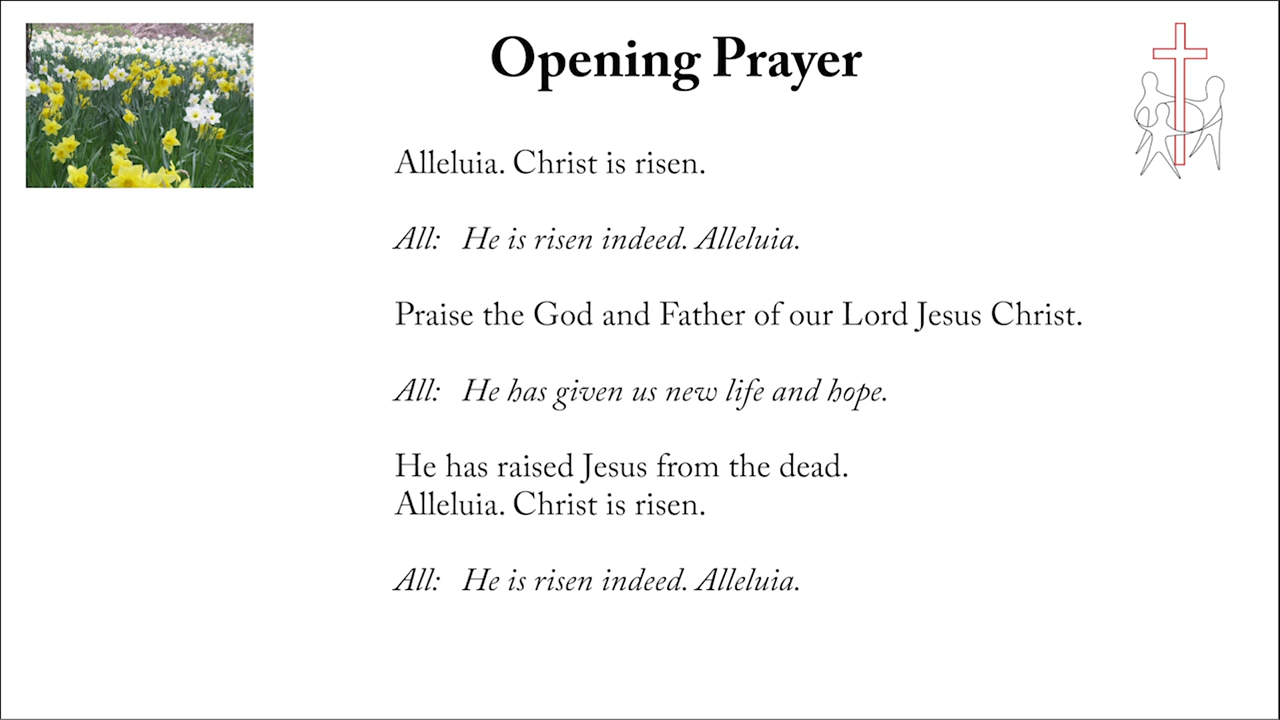 Opening Prayer
Alleluia. Christ is risen.
All: He is risen indeed. Alleluia.
Praise the God and Father of our Lord Jesus Christ.
All: He has given us new life and hope.
He has raised Jesus from the dead.
Alleluia. Christ is risen.
All: He is risen indeed. Alleluia.